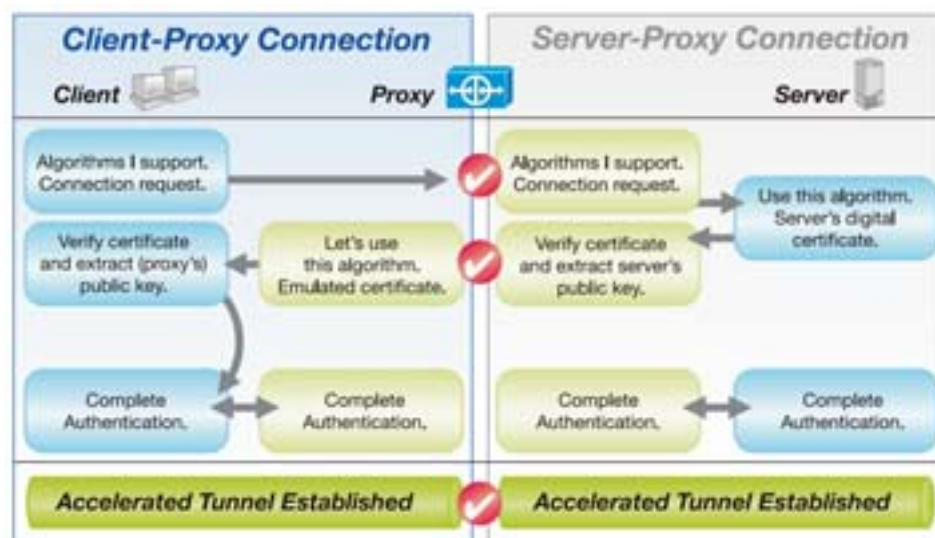 Client-Proxy Connection
Server-Proxy Connection
Client
Proxy
Server
Algorithms I support.
Connection request.
Algorithms I support.
Connection request.
Use this algorithm.
Server's digital
certificate.
Verify certificate
and extract (proxy's)
public key.
Let's use
this algorithm.
Emulated certificate.
Verify certificate
and extract server's
public key.
Complete
Authentication.
Complete
Authentication.
Complete
Authentication.
Complete
Authentication.
Accelerated Tunnel Established
Accelerated Tunnel Established